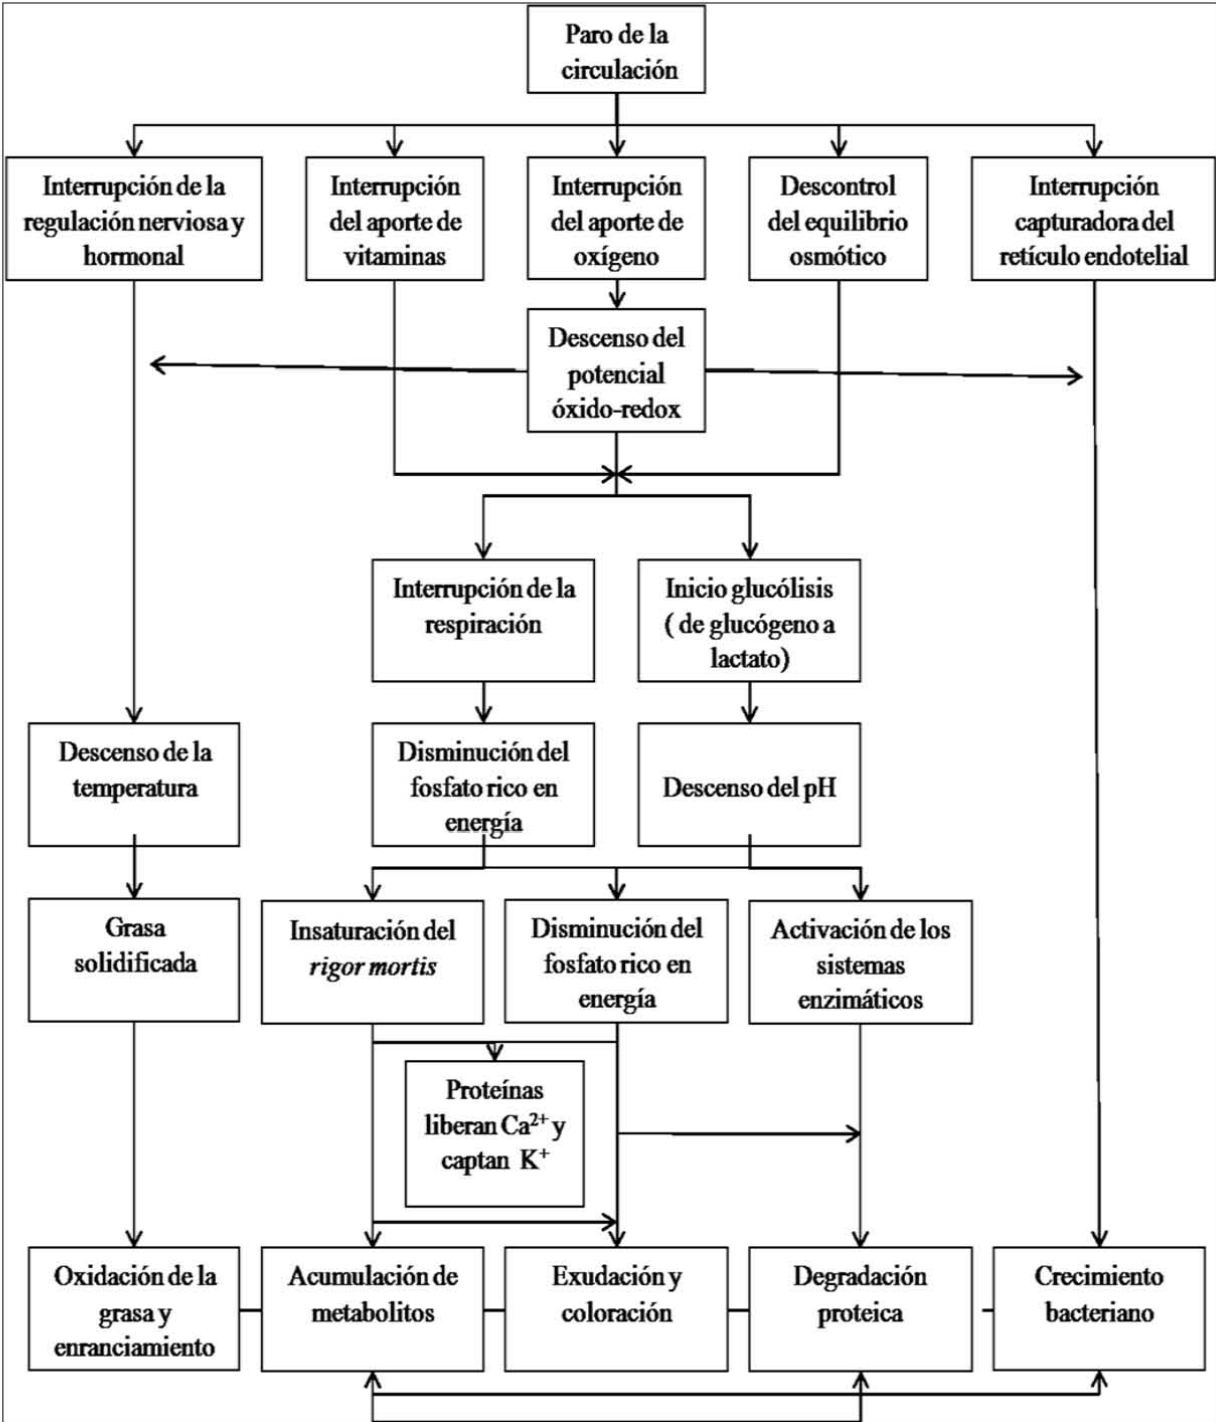 Paro de la
circulación
Interrupción de la
regulación nerviosa y
hormonal
Interrupción
del aporte de
vitaminas
Interrupción
del aporte de
oxígeno
Descontrol
del equilibrio
osmótico
Interrupción
capturadora del
retículo endotelial
Descenso del
potencial
óxido-redox
Interrupción de la
respiración
Inicio glucólisis
( de glucógeno a
lactato)
Descenso de la
temperatura
Disminución del
fosfato rico en
energía
Descenso del pH
Grasa
solidificada
Insaturación del
rigor mortis
Disminución del
fosfato rico en
energía
Activación de los
sistemas
enzimáticos
Proteínas
liberan Ca²⁺ y
captan K⁺
Oxidación de la
grasa y
enranciamiento
Acumulación de
metabolitos
Exudación y
coloración
Degradación
proteica
Crecimiento
bacteriano